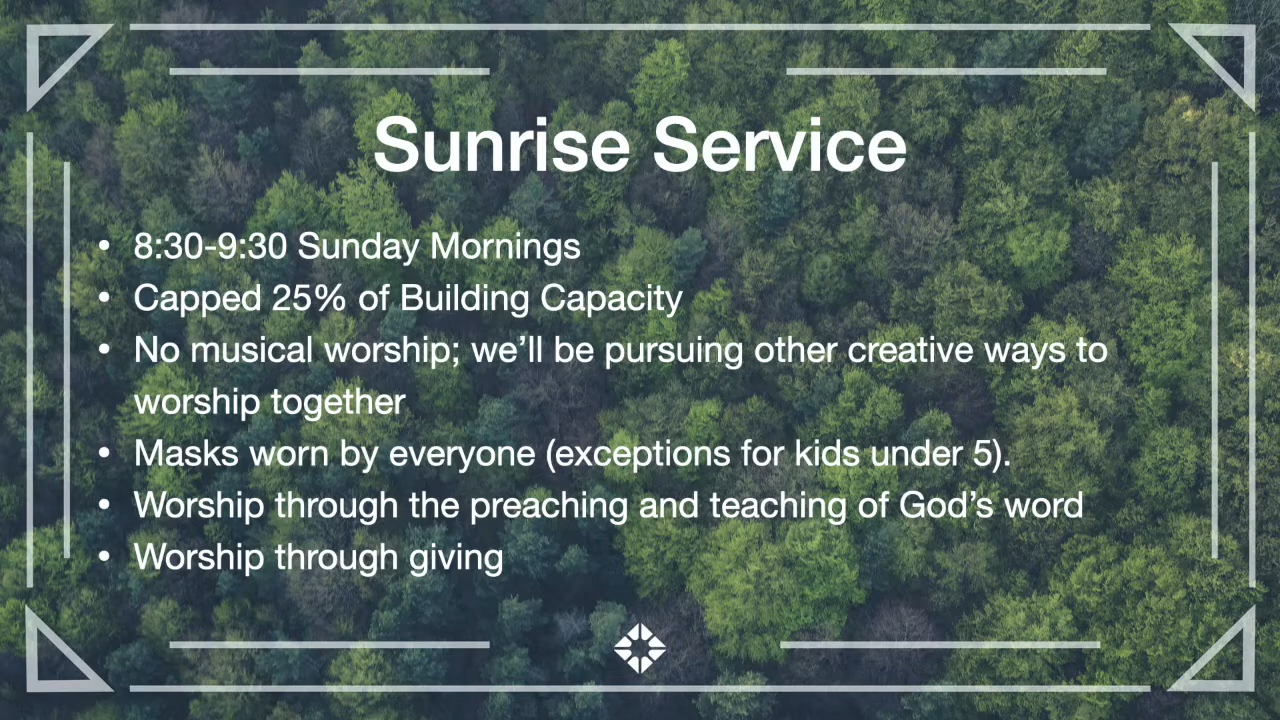 Sunrise Service
• 8:30-9:30 Sunday Mornings
• Capped 25% of Building Capacity
• No musical worship; we’ll be pursuing other creative ways to
worship together
• Masks worn by everyone (exceptions for kids under 5).
• Worship through the preaching and teaching of God’s word
• Worship through giving